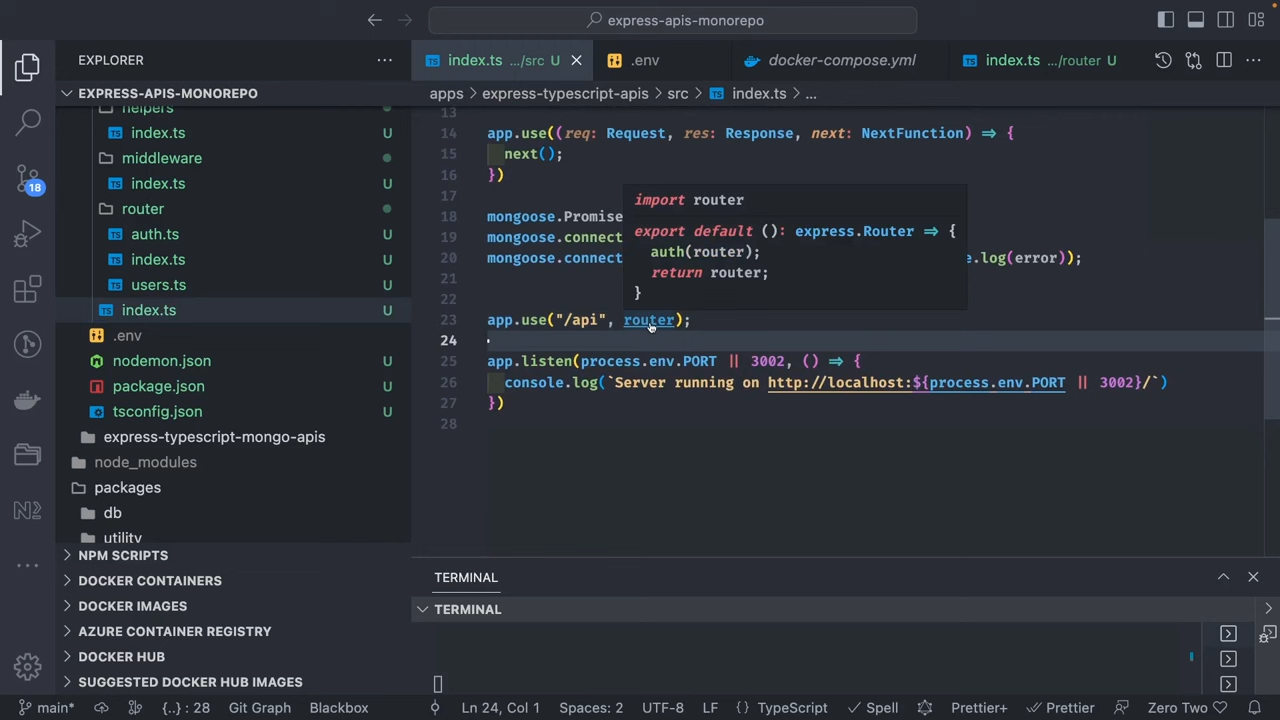 express-apis-monorepo
EXPLORER
index.ts .../src U
.env
docker-compose.yml
index.ts .../router U
EXPRESS-APIS-MONOREPO
apps > express-typescript-apis > src > index.ts > ...
helpers
index.ts U
middleware
index.ts U
router
auth.ts U
index.ts U
users.ts U
index.ts U
.env U
nodemon.json U
package.json U
tsconfig.json U
express-typescript-mongo-apis
node_modules
packages
db
utility
NPM SCRIPTS
DOCKER CONTAINERS
DOCKER IMAGES
AZURE CONTAINER REGISTRY
DOCKER HUB
SUGGESTED DOCKER HUB IMAGES
18
13
14 app.use((req: Request, res: Response, next: NextFunction) => {
15 next();
16 })
17
18 mongoose.Promise
19 mongoose.connect
20 mongoose.connect e.log(error));
21
22
23 app.use("/api", router);
24
25 app.listen(process.env.PORT || 3002, () => {
26 console.log(`Server running on http://localhost:${process.env.PORT || 3002}/`)
27 })
28
import router
export default (): express.Router => {
auth(router);
return router;
}
TERMINAL
TERMINAL
main*
{..} : 28
Git Graph
Blackbox
Ln 24, Col 1
Spaces: 2
UTF-8
LF
{} TypeScript
Spell
Prettier+
Prettier
Zero Two